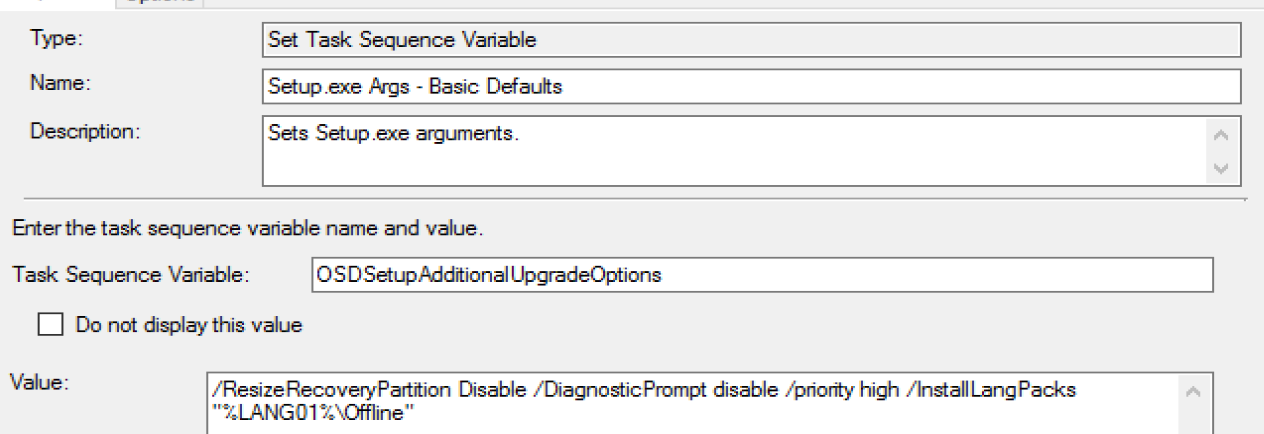 Options
Type: Set Task Sequence Variable
Name: Setup.exe Args - Basic Defaults
Description: Sets Setup.exe arguments.
Enter the task sequence variable name and value.
Task Sequence Variable: OSDSetupAdditionalUpgradeOptions
Do not display this value
Value: /ResizeRecoveryPartition Disable /DiagnosticPrompt disable /priority high /InstallLangPacks
"%LANG01%\Offline"